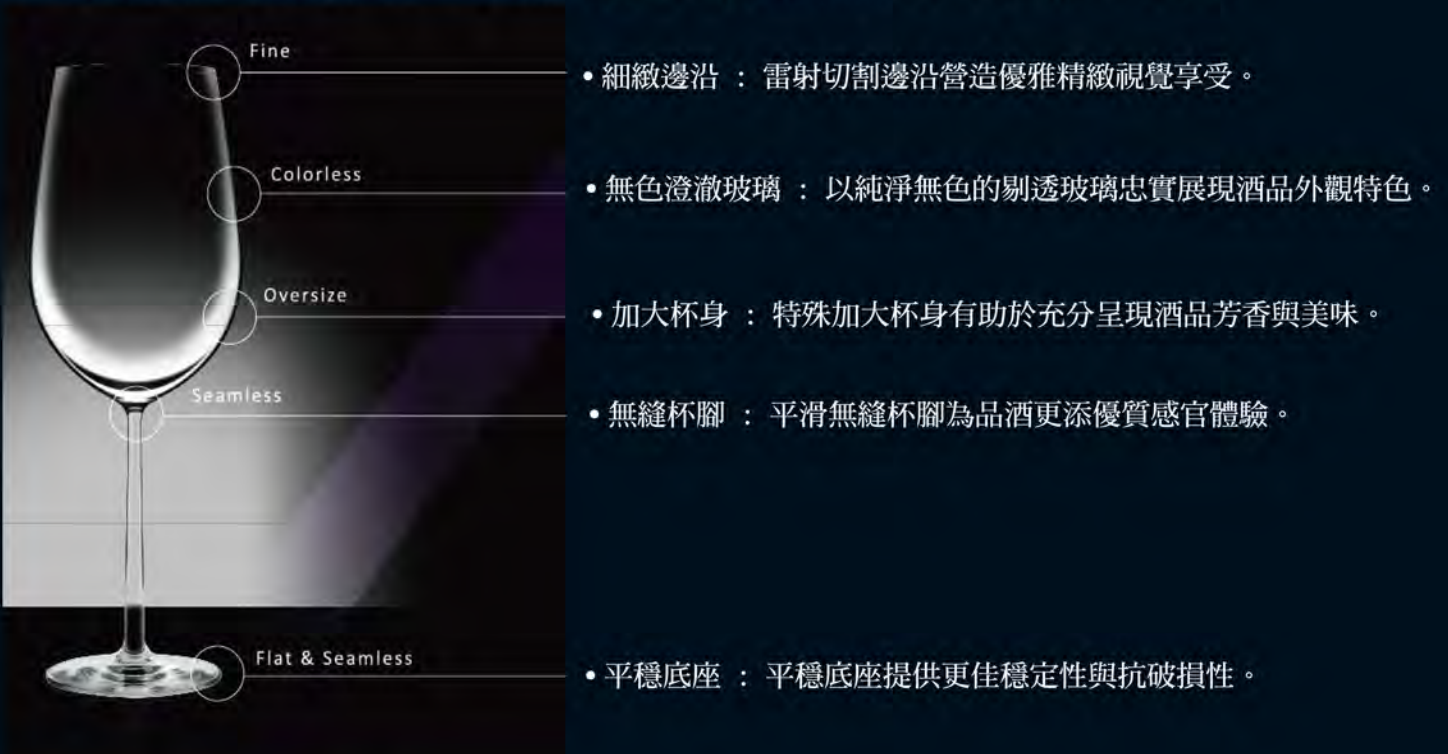 Fine
• 細緻邊沿 : 雷射切割邊沿營造優雅精緻視覺享受。
Colorless
• 無色澄澈玻璃 : 以純淨無色的剔透玻璃忠實展現酒品外觀特色。
Oversize
• 加大杯身 : 特殊加大杯身有助於充分呈現酒品芳香與美味。
Seamless
• 無縫杯腳 : 平滑無縫杯腳為品酒更添優質感官體驗。
Flat & Seamless
• 平穩底座 : 平穩底座提供更佳穩定性與抗破損性。